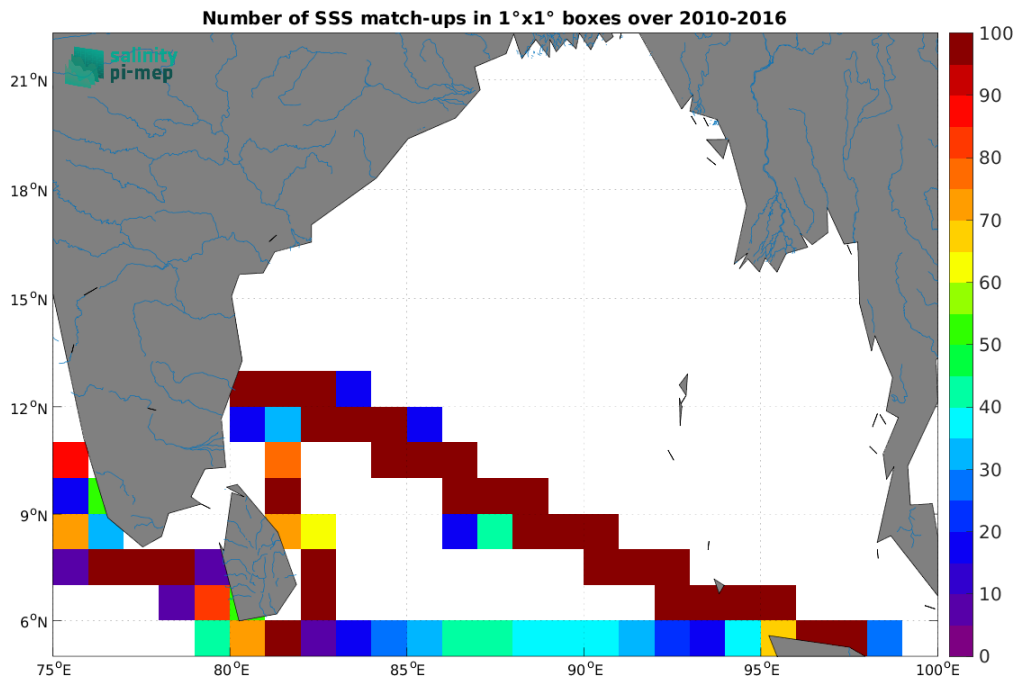 Number of SSS match-ups in 1°x1° boxes over 2010-2016
salinity
pi-mep
21°N
18°N
15°N
12°N
9°N
6°N
75°E 80°E 85°E 90°E 95°E 100°E
100
90
80
70
60
50
40
30
20
10
0